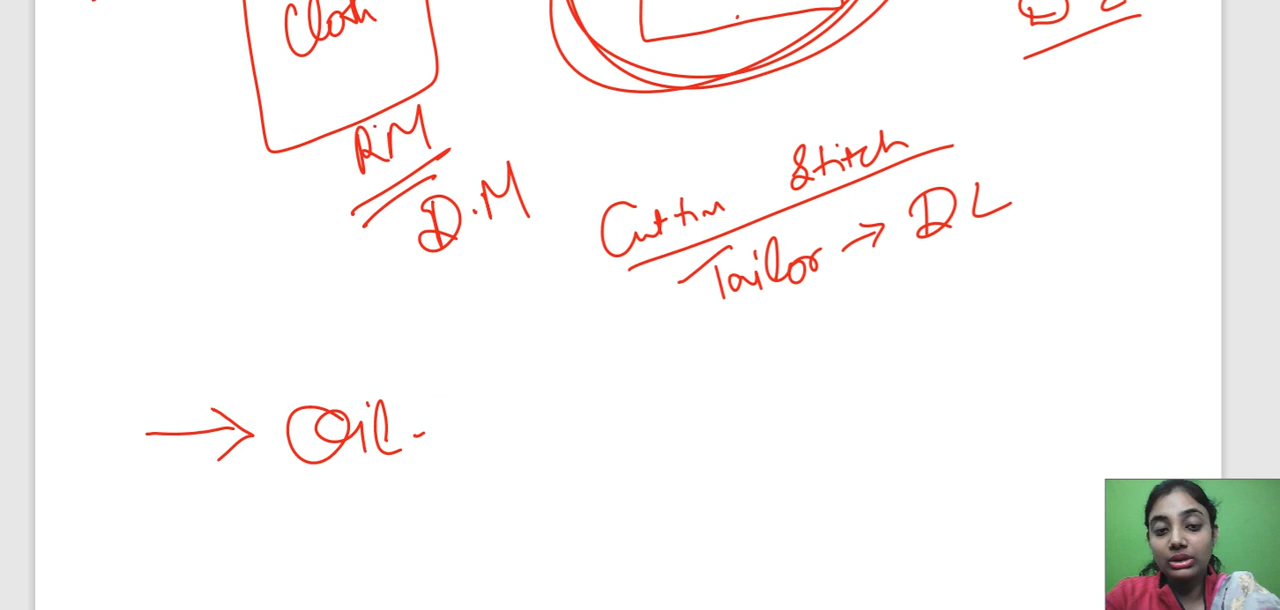 Cloth
R.M
D.M
Cuttin Stitch
Tailor → DL
→ Oil -